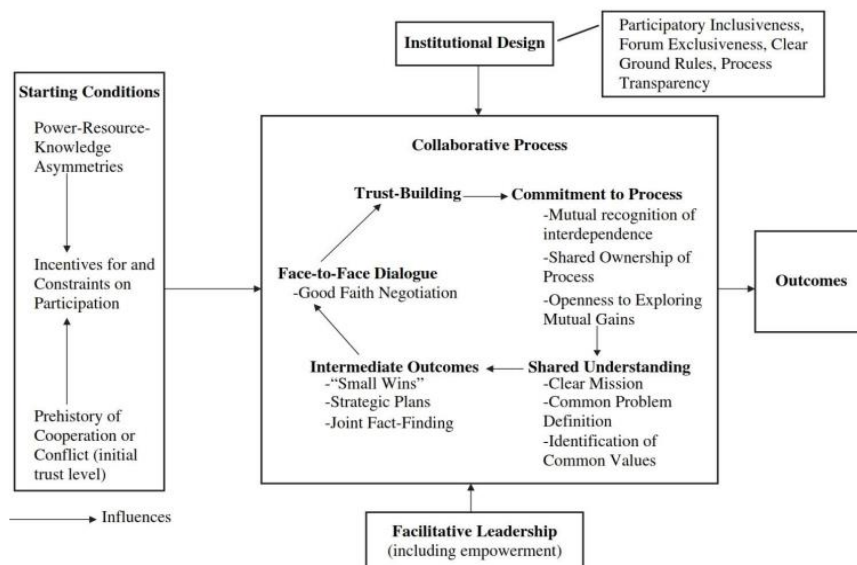 Institutional Design
Participatory Inclusiveness,
Forum Exclusiveness, Clear
Ground Rules, Process
Transparency
Starting Conditions
Power-Resource-
Knowledge
Asymmetries
Incentives for and
Constraints on
Participation
Prehistory of
Cooperation or
Conflict (initial
trust level)
Influences
Collaborative Process
Trust-Building
Commitment to Process
-Mutual recognition of
interdependence
-Shared Ownership of
Process
-Openness to Exploring
Mutual Gains
Face-to-Face Dialogue
-Good Faith Negotiation
Intermediate Outcomes
-“Small Wins”
-Strategic Plans
-Joint Fact-Finding
Shared Understanding
-Clear Mission
-Common Problem
Definition
-Identification of
Common Values
Outcomes
Facilitative Leadership
(including empowerment)